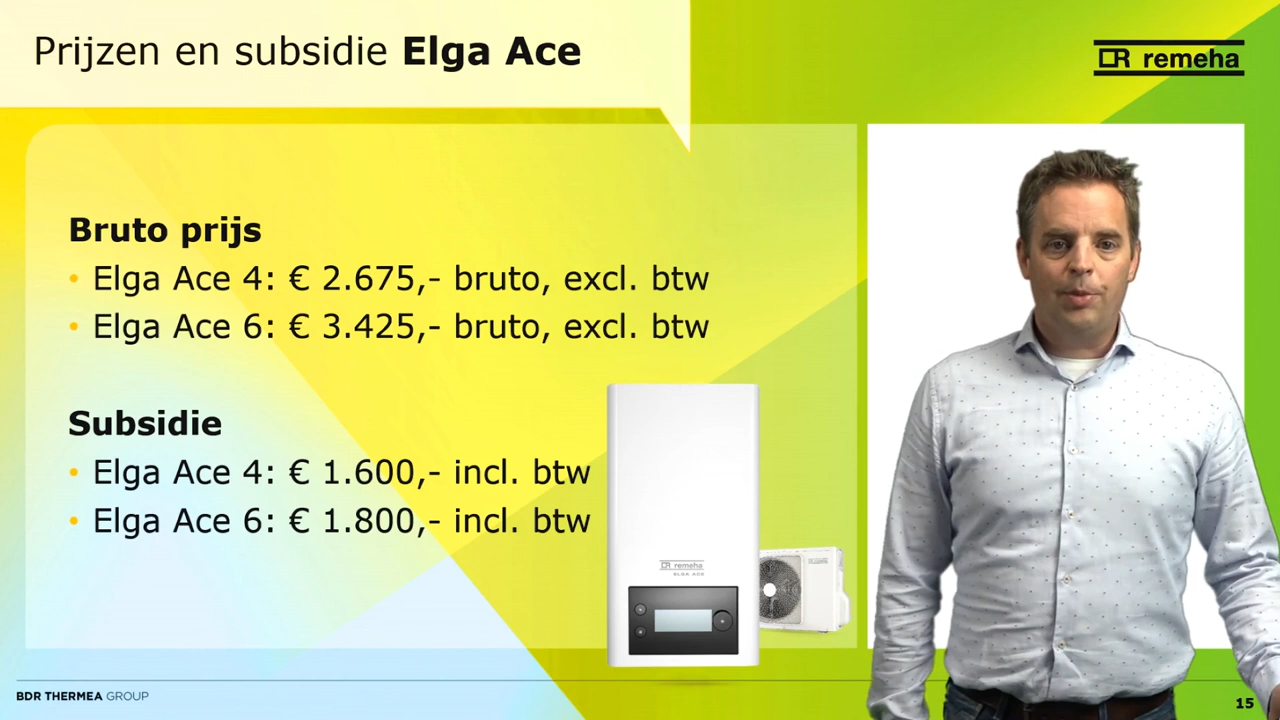 Prijzen en subsidie Elga Ace
remeha
Bruto prijs
• Elga Ace 4: € 2.675,- bruto, excl. btw
• Elga Ace 6: € 3.425,- bruto, excl. btw
Subsidie
• Elga Ace 4: € 1.600,- incl. btw
• Elga Ace 6: € 1.800,- incl. btw
remeha
ELGA ACE
BDR THERMEA GROUP
15